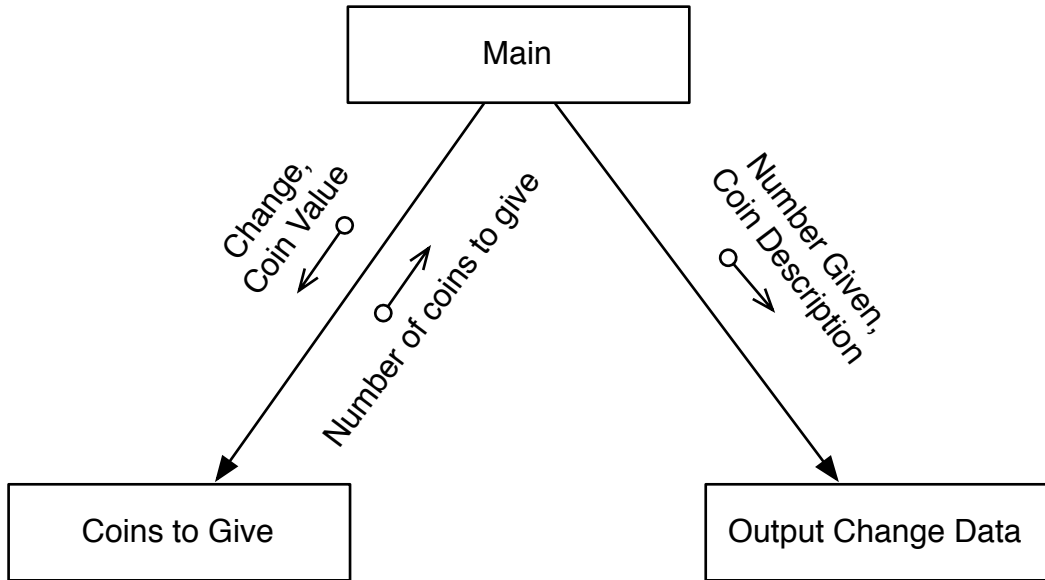 Main
Change,
Coin Value
Number of coins to give
Number Given,
Coin Description
Coins to Give
Output Change Data